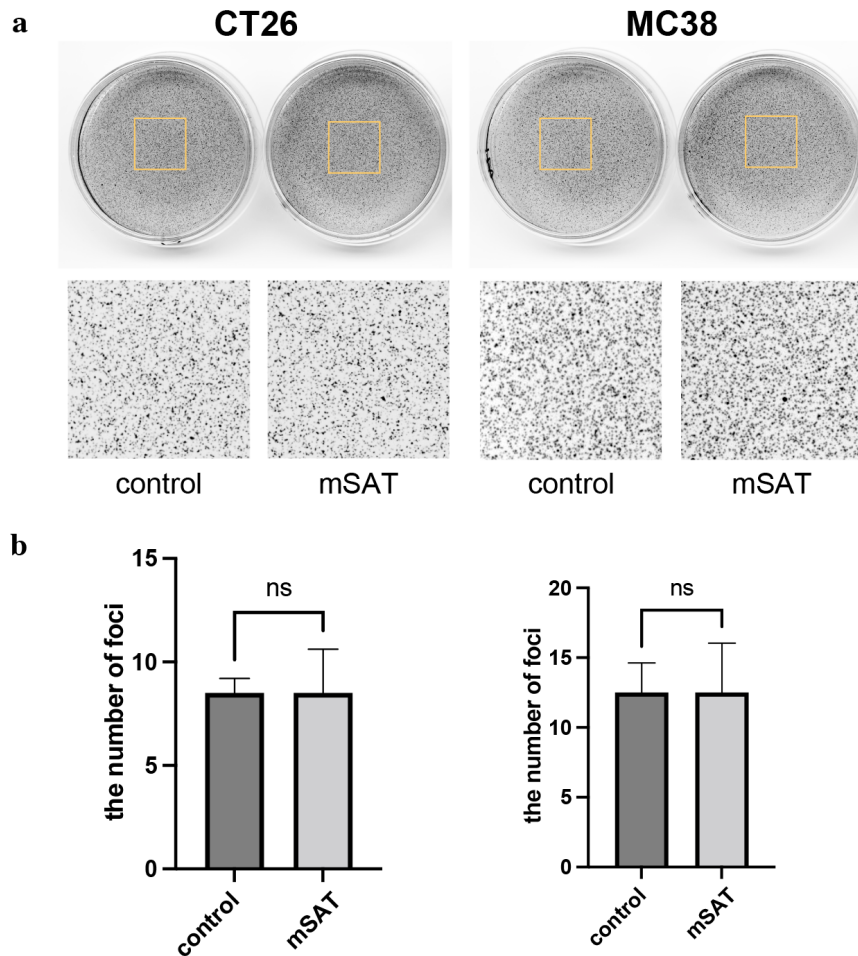 a
CT26
MC38
control
mSAT
control
mSAT
b
the number of foci
15
10
5
0
ns
control
mSAT
the number of foci
20
15
10
5
0
ns
control
mSAT